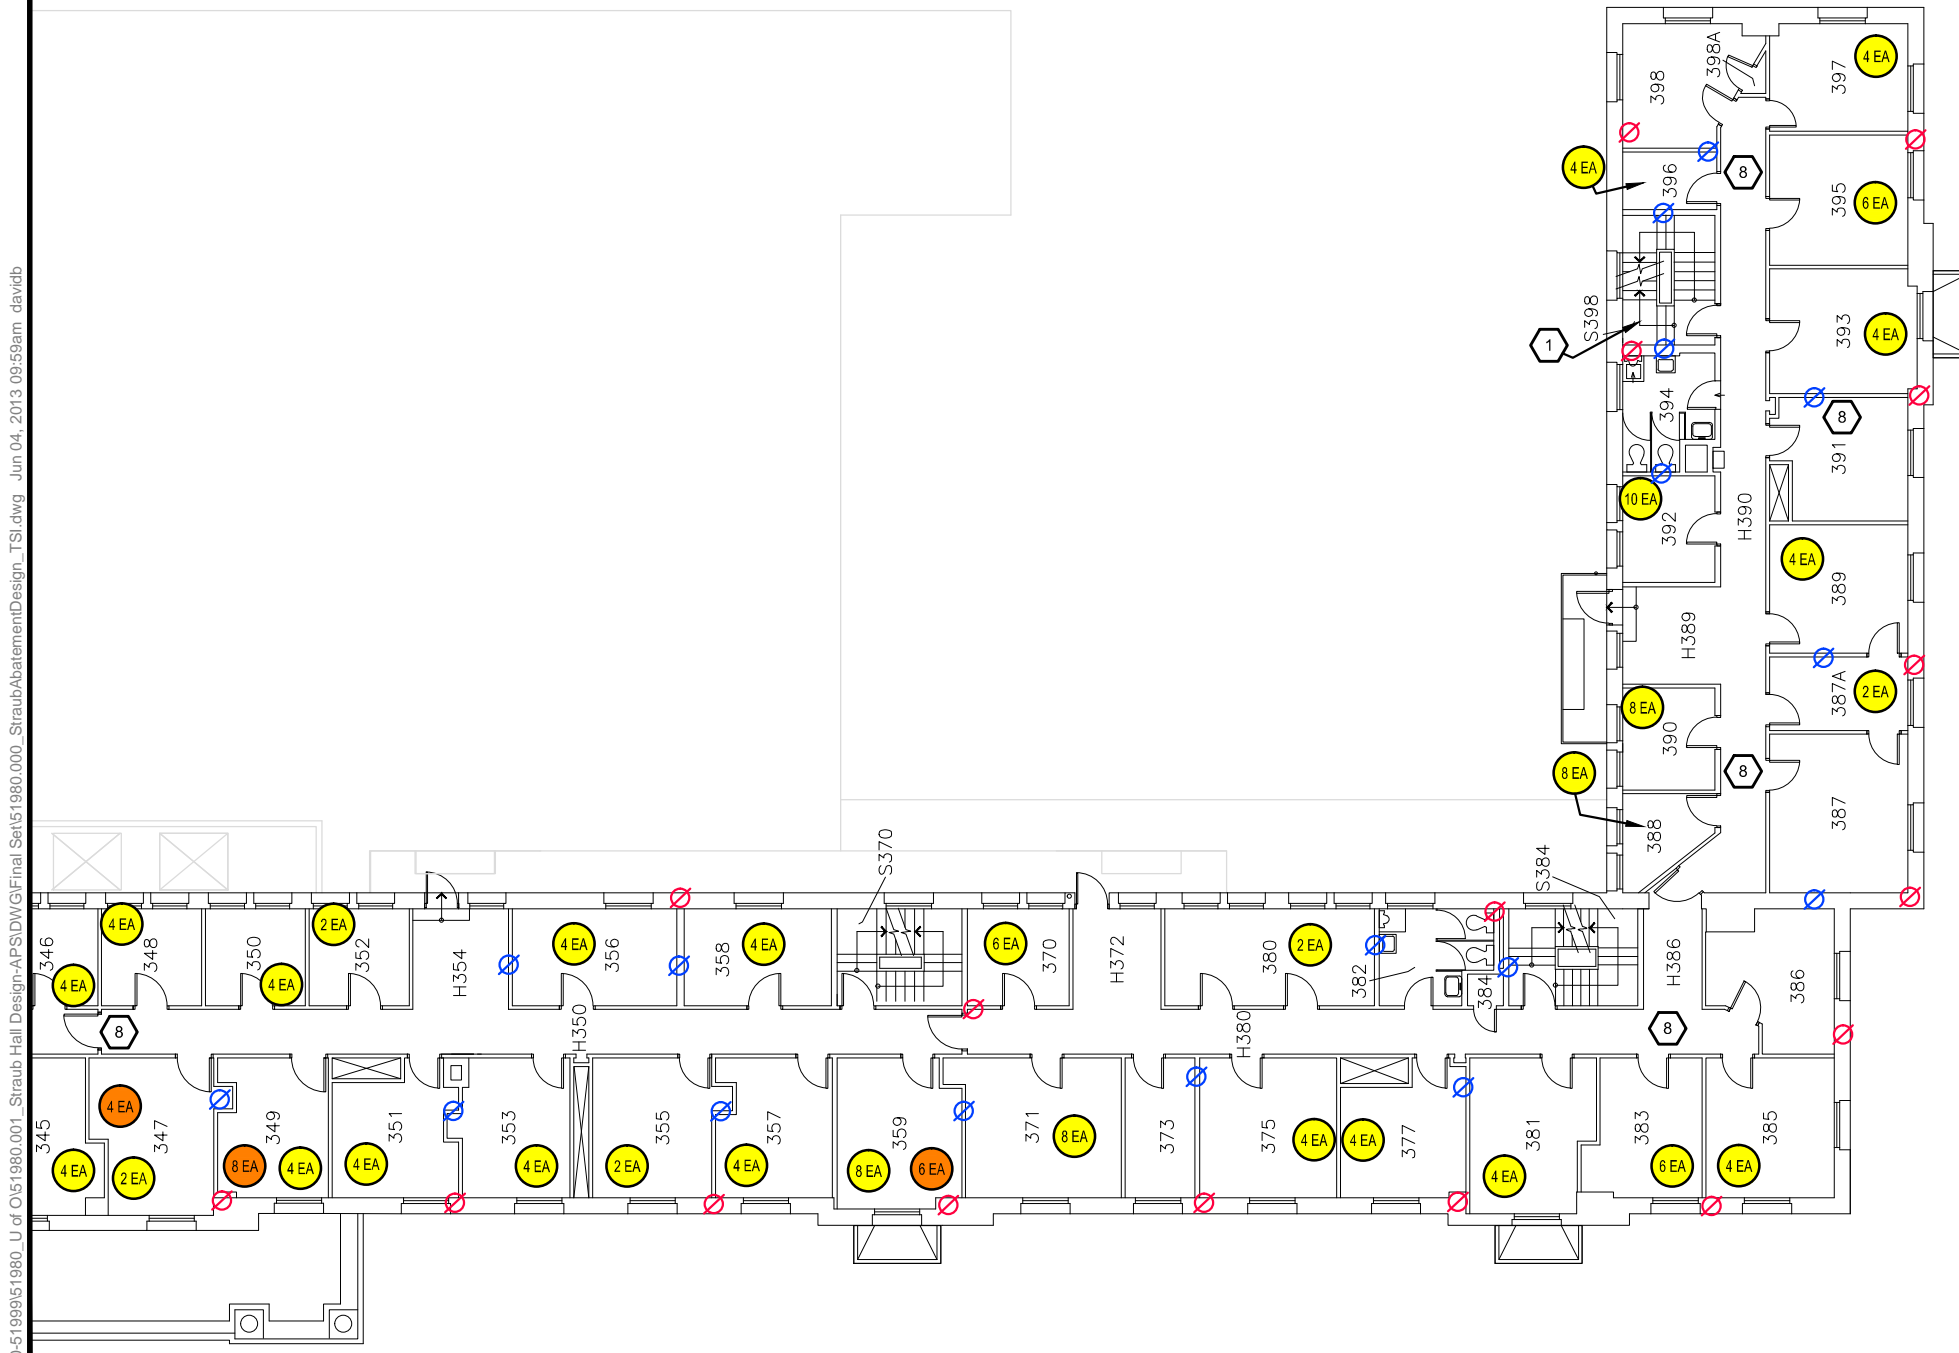 0-51999\51980_U of O\51980.001_Straub Hall Design-APS\DWG\Final Set\51980.000_StraubAbatementDesign_TSI.dwg Jun 04, 2013 09:59am davidb
398
398A
397
4 EA
4 EA
396
8
395
6 EA
S398
1
393
4 EA
394
8
391
10 EA
392
H390
4 EA
389
H389
387A
2 EA
8 EA
390
8 EA
8
388
387
S370
S384
346
4 EA
4 EA
348
350
4 EA
2 EA
352
H354
4 EA
356
358
4 EA
6 EA
370
H372
380
2 EA
382
384
H386
386
8
H350
H380
8
345
4 EA
4 EA
347
2 EA
349
8 EA
4 EA
351
4 EA
353
4 EA
355
2 EA
357
4 EA
359
8 EA
6 EA
371
8 EA
373
375
4 EA
4 EA
377
381
4 EA
383
6 EA
385
4 EA